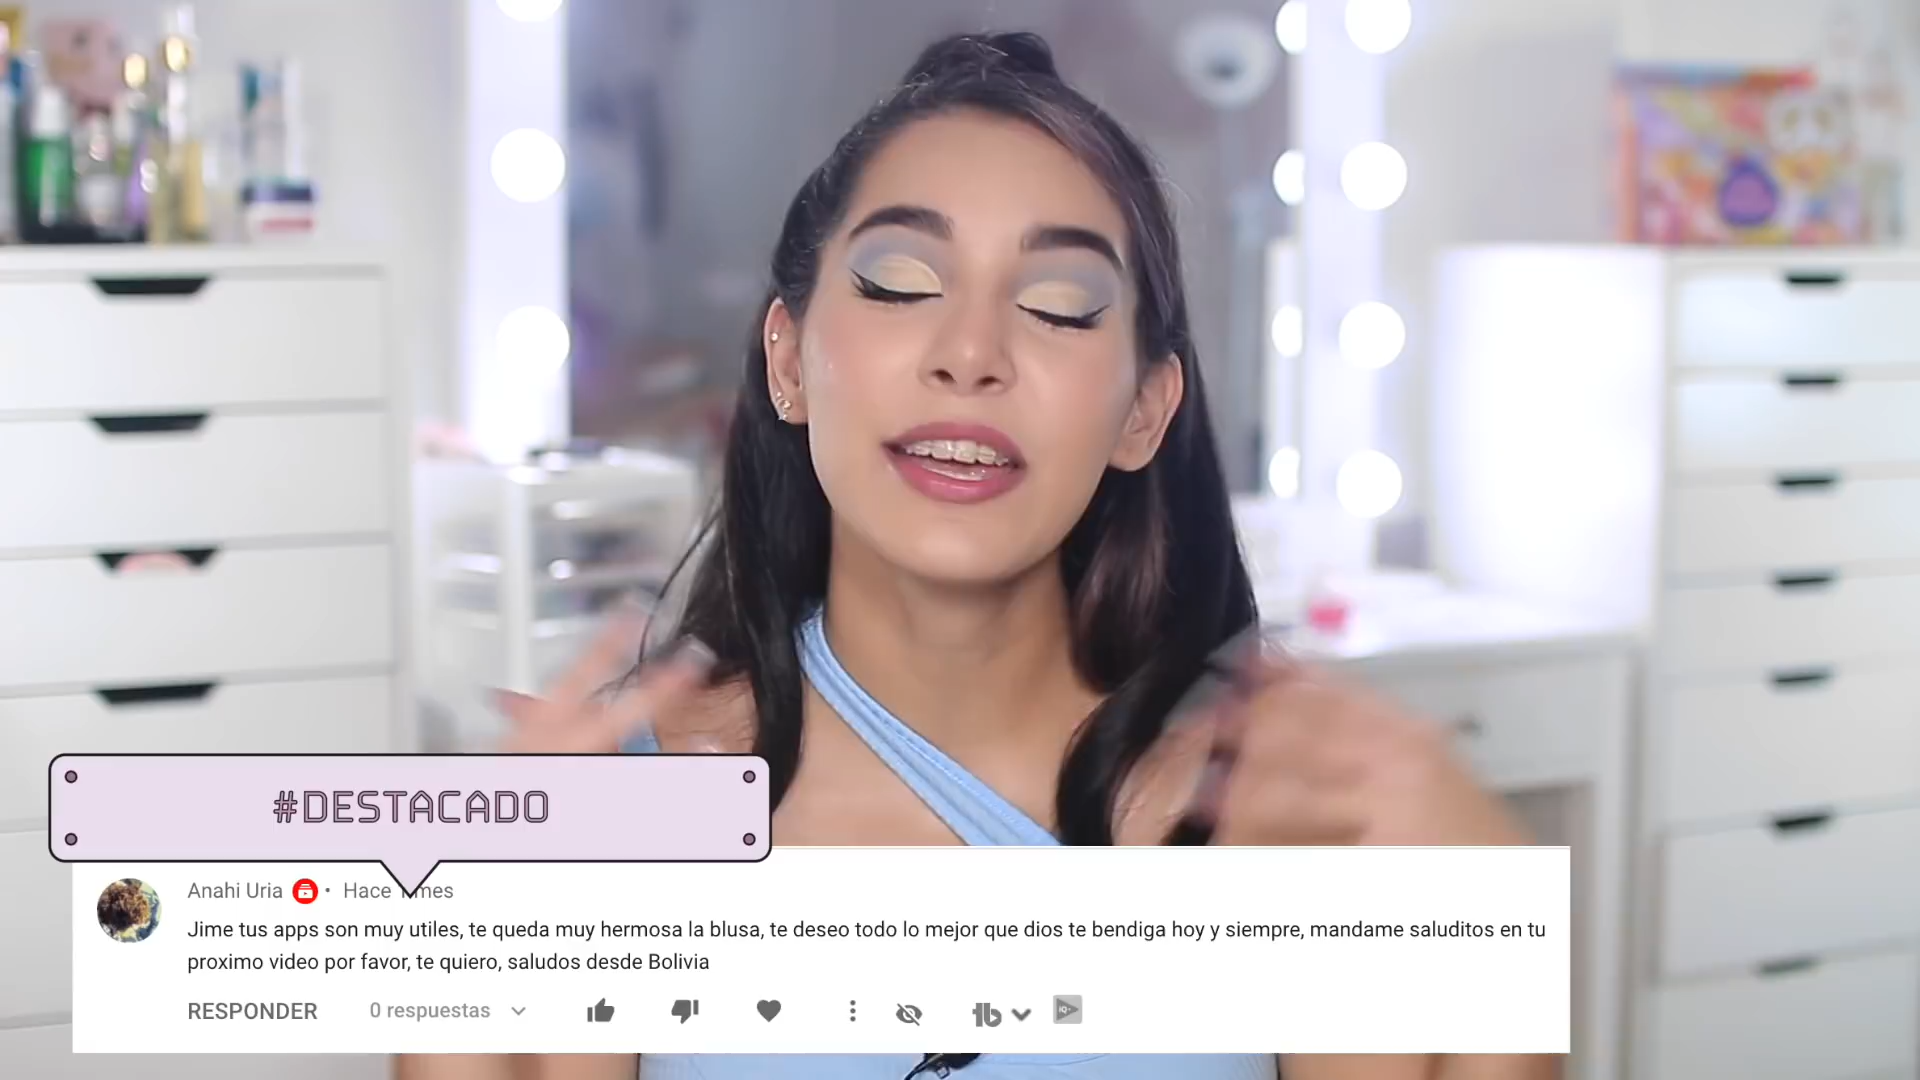 #DESTACADO
Anahi Uria • Hace mes
Jime tus apps son muy utiles, te queda muy hermosa la blusa, te deseo todo lo mejor que dios te bendiga hoy y siempre, mandame saluditos en tu
proximo video por favor, te quiero, saludos desde Bolivia
RESPONDER 0 respuestas